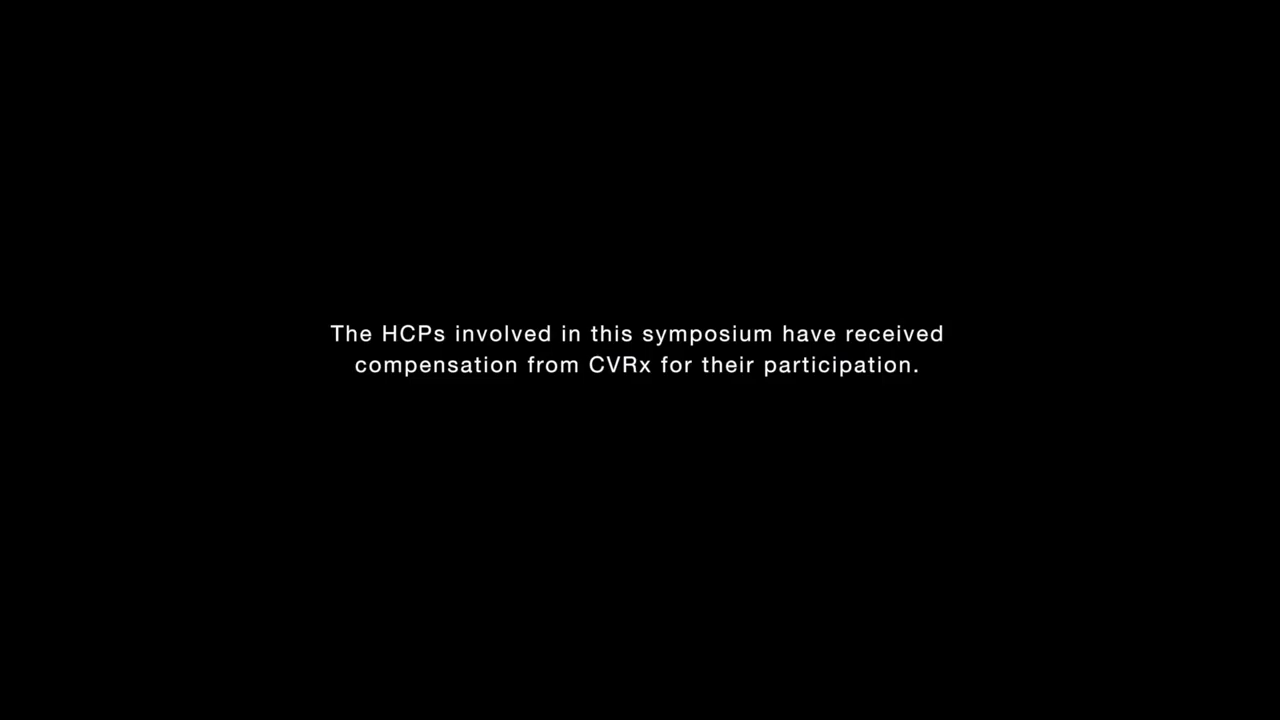 The HCPs involved in this symposium have received
compensation from CVRx for their participation.